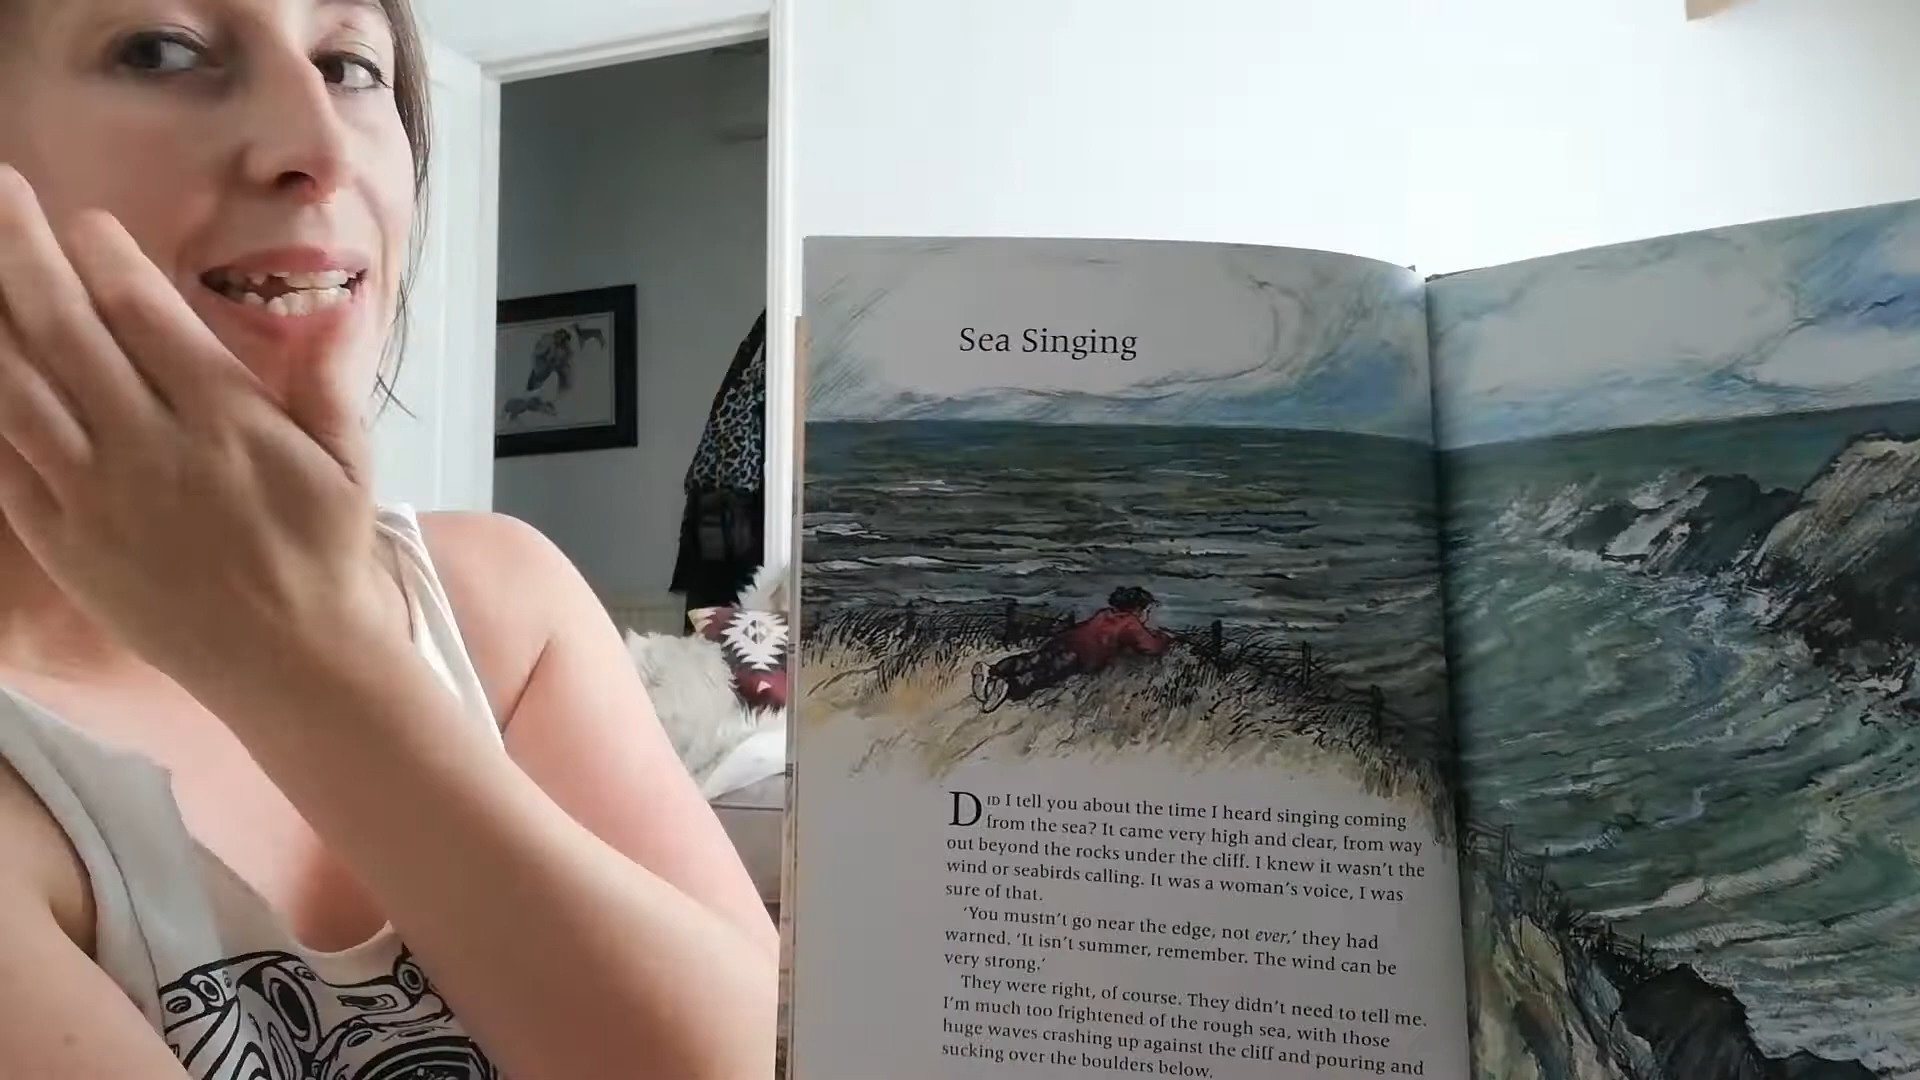 Sea Singing
DID I tell you about the time I heard singing coming
from the sea? It came very high and clear, from way
out beyond the rocks under the cliff. I knew it wasn't the
wind or seabirds calling. It was a woman's voice, I was
sure of that.
'You mustn't go near the edge, not ever,' they had
warned. 'It isn't summer, remember. The wind can be
very strong.'
They were right, of course. They didn't need to tell me.
I'm much too frightened of the rough sea, with those
huge waves crashing up against the cliff and pouring and
sucking over the boulders below.